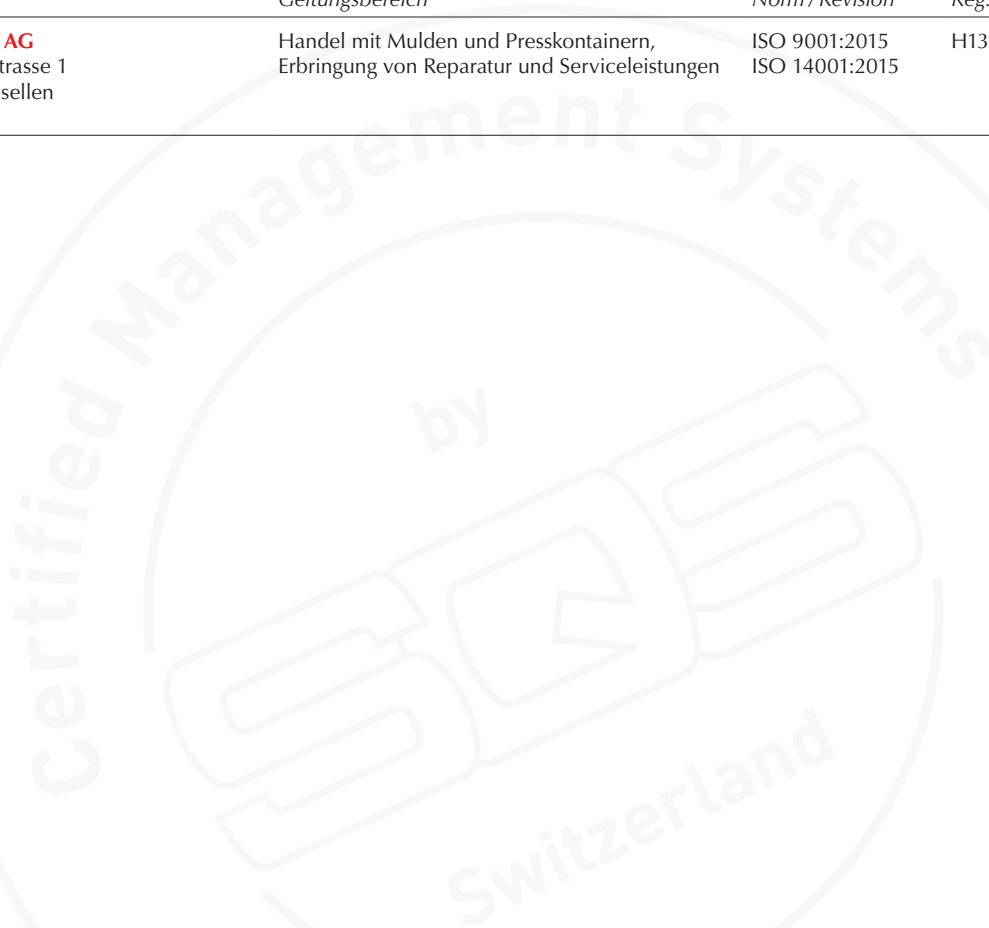 Geltungsbereich Norm / Revision Reg.
AG Handel mit Mulden und Presskontainern, ISO 9001:2015 H13
trasse 1 Erbringung von Reparatur und Serviceleistungen ISO 14001:2015
sellen
Certified Management Systems
by
SQS
Switzerland